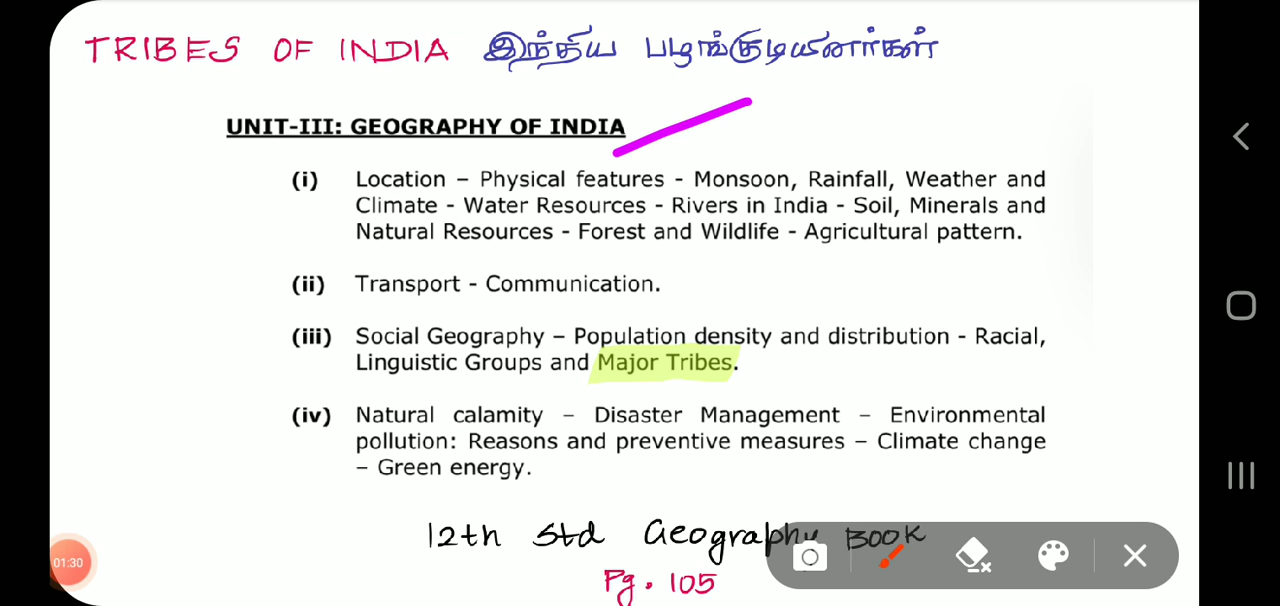 TRIBES OF INDIA இந்திய பழங்குடியினர்கள்
UNIT-III: GEOGRAPHY OF INDIA
(i) Location – Physical features - Monsoon, Rainfall, Weather and
Climate - Water Resources - Rivers in India - Soil, Minerals and
Natural Resources - Forest and Wildlife - Agricultural pattern.
(ii) Transport - Communication.
(iii) Social Geography – Population density and distribution - Racial,
Linguistic Groups and Major Tribes.
(iv) Natural calamity – Disaster Management – Environmental
pollution: Reasons and preventive measures – Climate change
– Green energy.
12th Std Geography BOOK
Pg. 105
01:30